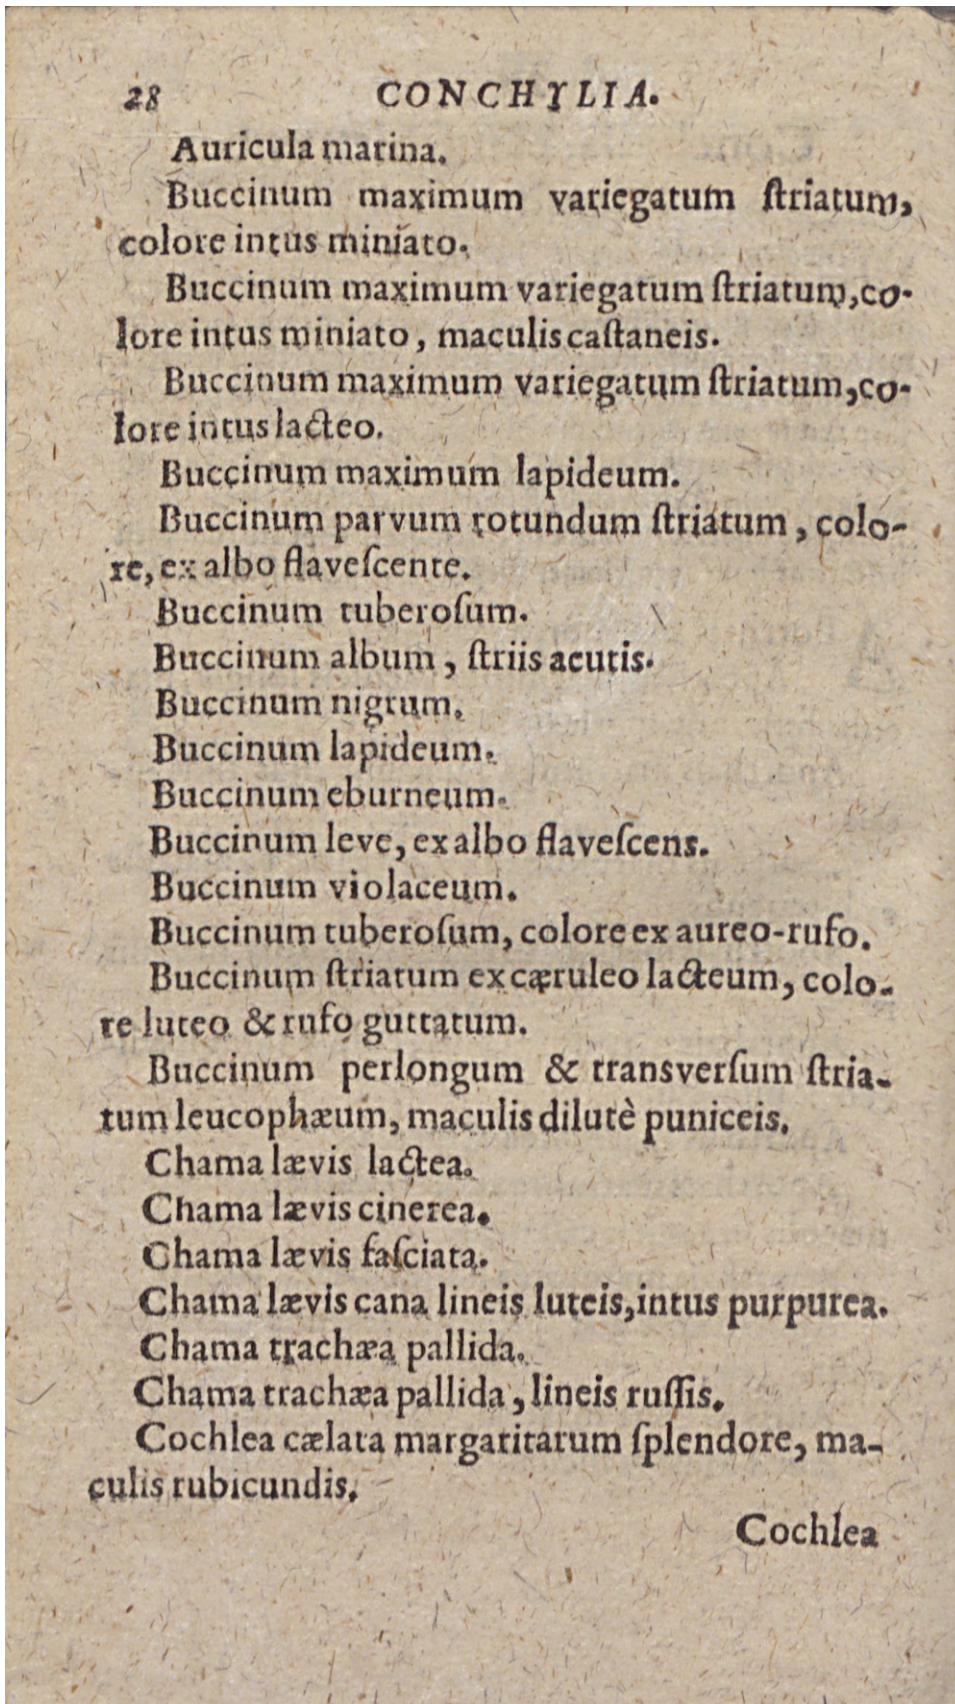 28 CONCHYLIA.
Auricula marina.
Buccinum maximum variegatum ſtriatum,
colore intus miniato.
Buccinum maximum variegatum ſtriatum, co-
lore intus miniato, maculis caſtaneis.
Buccinum maximum variegatum ſtriatum, co-
lore intus lacteo.
Buccinum maximum lapideum.
Buccinum parvum rotundum ſtriatum, colo-
re, ex albo flaveſcente.
Buccinum tuberoſum.
Buccinum album, ſtriis acutis.
Buccinum nigrum.
Buccinum lapideum.
Buccinum eburneum.
Buccinum leve, ex albo flaveſcens.
Buccinum violaceum.
Buccinum tuberoſum, colore ex aureo-rufo.
Buccinum ſtriatum ex cæruleo lacteum, colo-
re luteo & rufo guttatum.
Buccinum perlongum & transverſum ſtria-
tum leucophæum, maculis dilutè puniceis.
Chama lævis lactea.
Chama lævis cinerea.
Chama lævis faſciata.
Chama lævis cana lineis luteis, intus purpurea.
Chama trachæa pallida.
Chama trachæa pallida, lineis ruſſis.
Cochlea cælata margaritarum ſplendore, ma-
culis rubicundis.
Cochlea